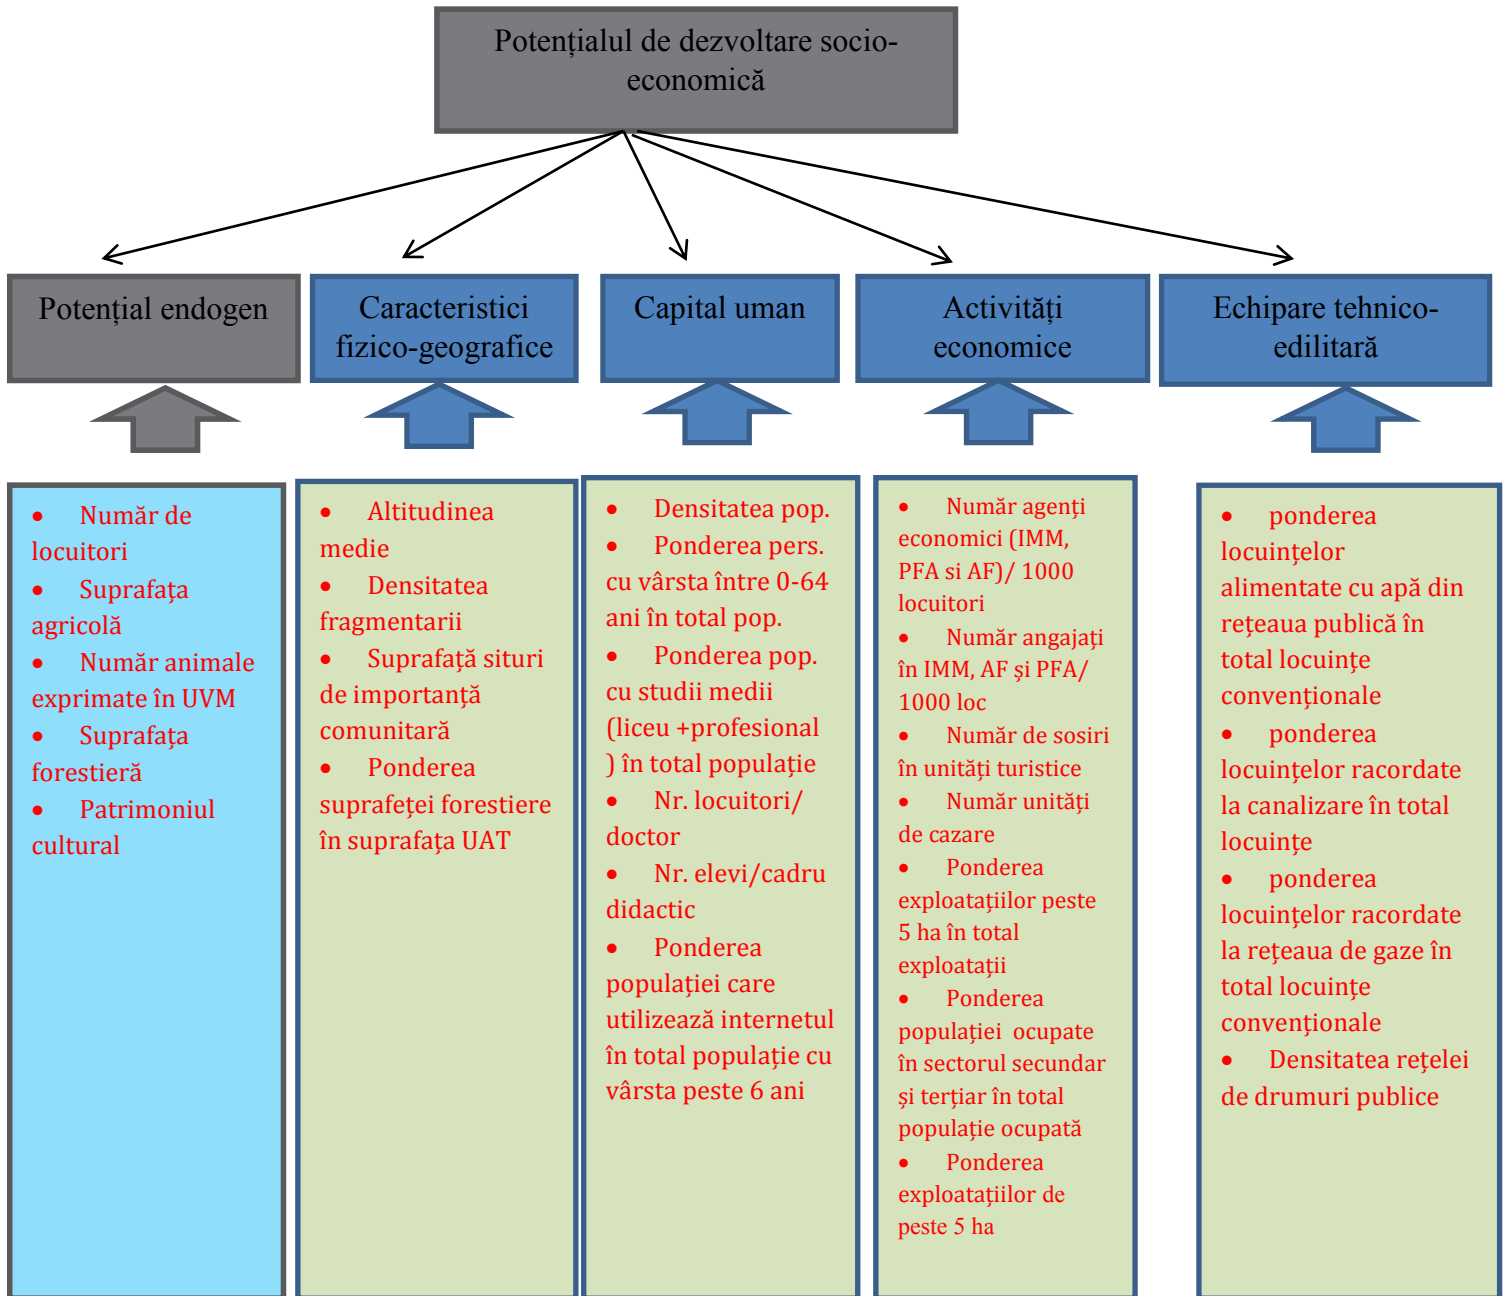 Potențialul de dezvoltare socio-
economică
Potențial endogen
Caracteristici
fizico-geografice
Capital uman
Activități
economice
Echipare tehnico-
edilitară
• Număr de
locuitori
• Suprafața
agricolă
• Număr animale
exprimate în UVM
• Suprafața
forestieră
• Patrimoniul
cultural
• Altitudinea
medie
• Densitatea
fragmentarii
• Suprafață situri
de importanță
comunitară
• Ponderea
suprafeței forestiere
în suprafața UAT
• Densitatea pop.
• Ponderea pers.
cu vârsta între 0-64
ani în total pop.
• Ponderea pop.
cu studii medii
(liceu +profesional
) în total populație
• Nr. locuitori/
doctor
• Nr. elevi/cadru
didactic
• Ponderea
populației care
utilizează internetul
în total populație cu
vârsta peste 6 ani
• Număr agenți
economici (IMM,
PFA si AF)/ 1000
locuitori
• Număr angajați
în IMM, AF și PFA/
1000 loc
• Număr de sosiri
în unități turistice
• Număr unități
de cazare
• Ponderea
exploatațiilor peste
5 ha în total
exploatații
• Ponderea
populației ocupate
în sectorul secundar
și terțiar în total
populație ocupată
• Ponderea
exploatațiilor de
peste 5 ha
• ponderea
locuințelor
alimentate cu apă din
rețeaua publică în
total locuințe
convenționale
• ponderea
locuințelor racordate
la canalizare în total
locuințe
• ponderea
locuințelor racordate
la rețeaua de gaze în
total locuințe
convenționale
• Densitatea rețelei
de drumuri publice